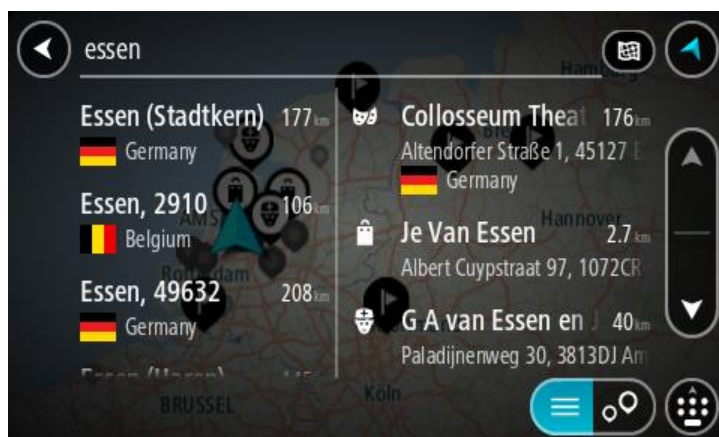 essen
Essen (Stadtkern) 177 km
Germany
Essen, 2910 106 km
Belgium
Essen, 49632 208 km
Germany
Essen (Haren)
Collosseum Theat 176 km
Altendorfer Straße 1, 45127
Germany
Je Van Essen 2.7 km
Albert Cuypstraat 97, 1072CR
G A van Essen en J 40 km
Paladijnenweg 30, 3813DJ Am
Hannover
BRUSSEL
Köln